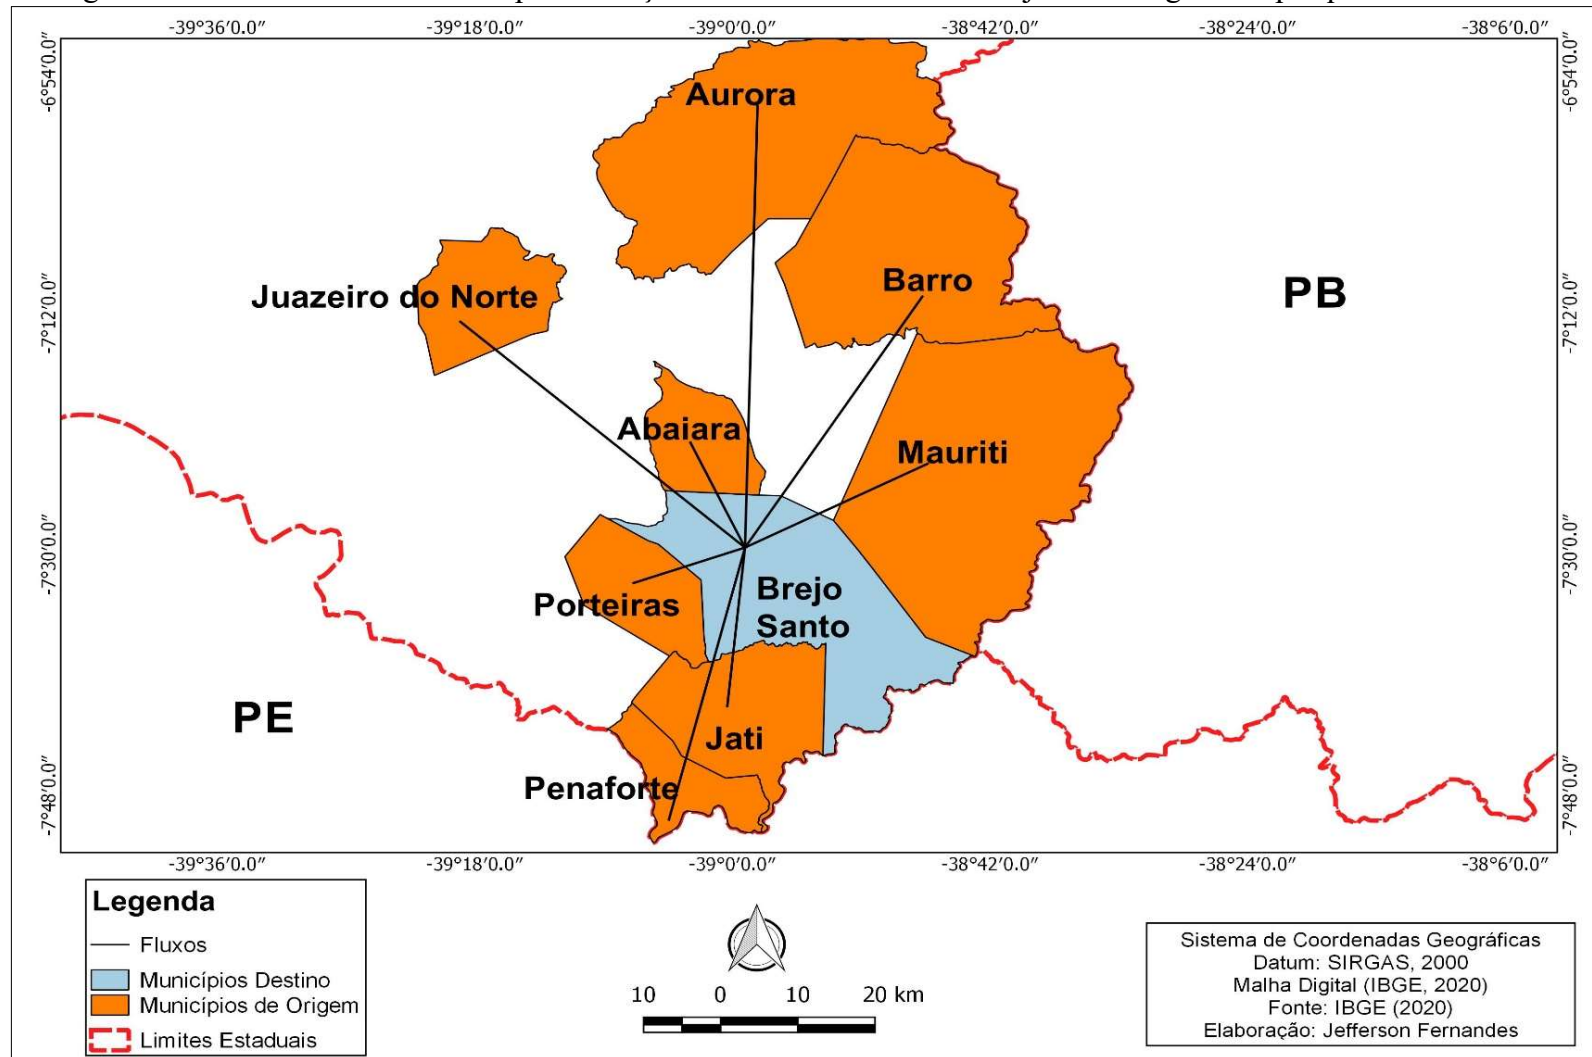 -39°36'0.0" -39°18'0.0" -39°0'0.0" -38°42'0.0" -38°24'0.0" -38°6'0.0"
-6°54'0.0" -6°54'0.0"
Aurora
Barro
Juazeiro do Norte
PB
-7°12'0.0" -7°12'0.0"
Abaiara
Mauriti
-7°30'0.0" -7°30'0.0"
Brejo
Santo
Porteiras
PE
Jati
Penaforte
-7°48'0.0" -7°48'0.0"
-39°36'0.0" -39°18'0.0" -39°0'0.0" -38°42'0.0" -38°24'0.0" -38°6'0.0"
Legenda
Fluxos
Municípios Destino
Municípios de Origem
Limites Estaduais
10 0 10 20 km
Sistema de Coordenadas Geográficas
Datum: SIRGAS, 2000
Malha Digital (IBGE, 2020)
Fonte: IBGE (2020)
Elaboração: Jefferson Fernandes